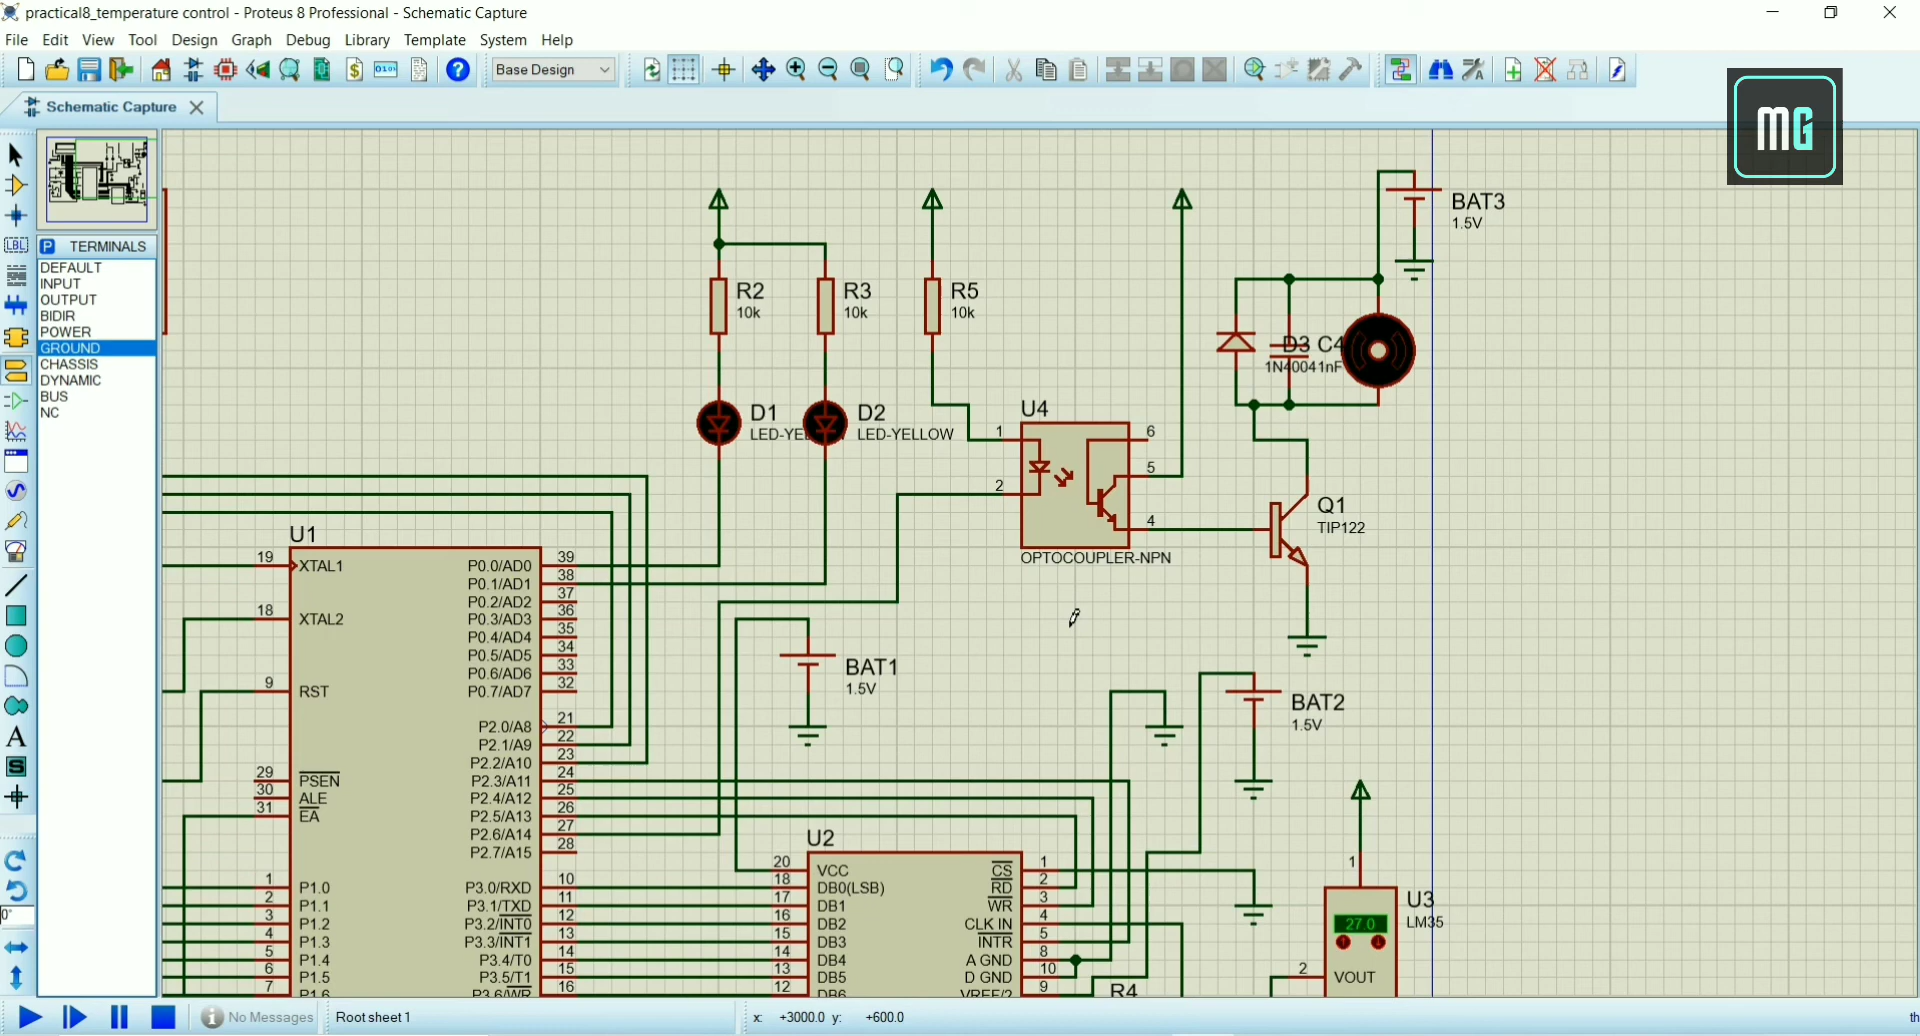 practical8_temperature control - Proteus 8 Professional - Schematic Capture
File Edit View Tool Design Graph Debug Library Template System Help
Base Design
Schematic Capture
MG
LBL
P TERMINALS
DEFAULT
INPUT
OUTPUT
BIDIR
POWER
GROUND
CHASSIS
DYNAMIC
BUS
NC
A
S
0°
BAT3
1.5V
R2
10k
R3
10k
R5
10k
D3 C4
1N4004 1nF
D1
D2
LED-YELLOW
U4
1
2
6
5
4
OPTOCOUPLER-NPN
Q1
TIP122
U1
19 XTAL1
18 XTAL2
9 RST
29 PSEN
30 ALE
31 EA
1 P1.0
2 P1.1
3 P1.2
4 P1.3
5 P1.4
6 P1.5
7 P1.6
P0.0/AD0 39
P0.1/AD1 38
P0.2/AD2 37
P0.3/AD3 36
P0.4/AD4 35
P0.5/AD5 34
P0.6/AD6 33
P0.7/AD7 32
P2.0/A8 21
P2.1/A9 22
P2.2/A10 23
P2.3/A11 24
P2.4/A12 25
P2.5/A13 26
P2.6/A14 27
P2.7/A15 28
P3.0/RXD 10
P3.1/TXD 11
P3.2/INT0 12
P3.3/INT1 13
P3.4/T0 14
P3.5/T1 15
P3.6/WR 16
BAT1
1.5V
BAT2
1.5V
U2
20 VCC
18 DB0(LSB)
17 DB1
16 DB2
15 DB3
14 DB4
13 DB5
12 DB6
CS 1
RD 2
WR 3
CLK IN 4
INTR 5
A GND 8
D GND 10
VREF/2 9
R4
1
U3
LM35
27.0
2 VOUT
No Messages
Root sheet 1
x: +3000.0 y: +600.0
th